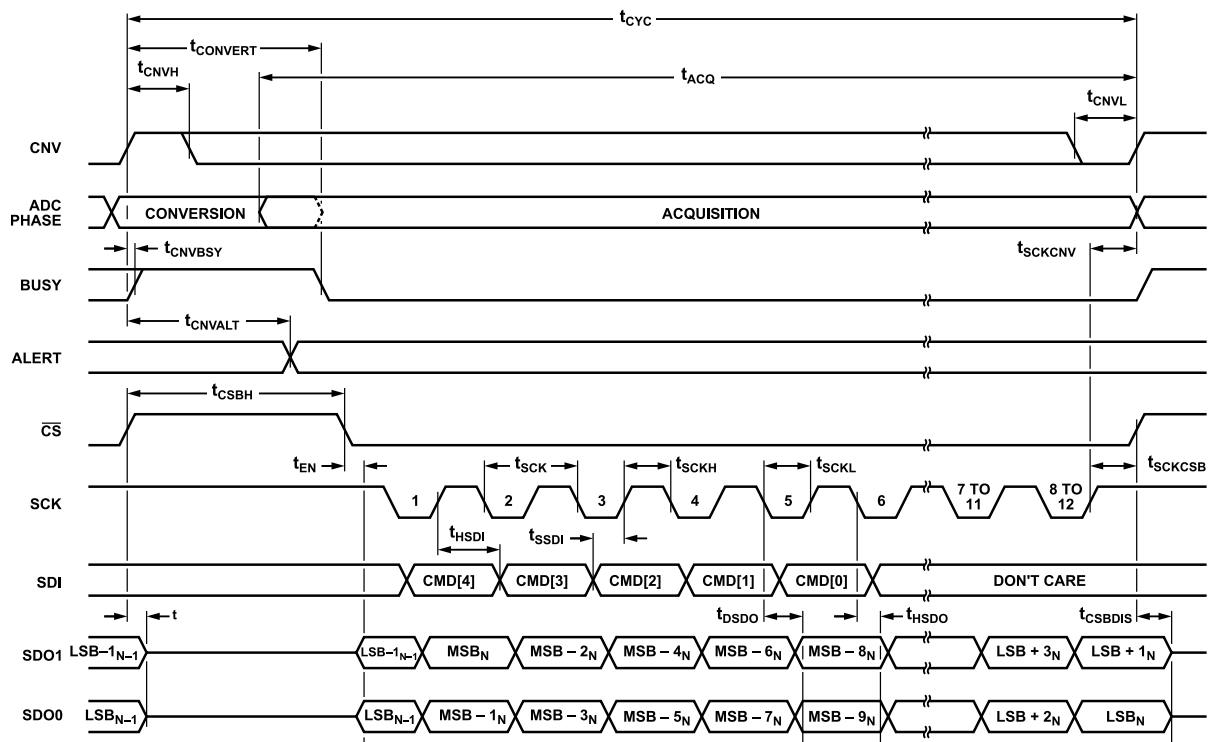 tCYC
tCONVERT
tCNVH
tACQ
tCNVL
CNV
ADC
PHASE
CONVERSION
ACQUISITION
tCNVBSY
tSCKCNV
BUSY
tCNVALT
ALERT
tCSBH
CS
tEN
tSCK
tSCKH
tSCKL
tSCKCSB
SCK
1 2 3 4 5 6 7 TO 11 8 TO 12
tHSDI
tSSDI
SDI
CMD[4] CMD[3] CMD[2] CMD[1] CMD[0] DON'T CARE
t
tDSDO
tHSDO
tCSBDIS
SDO1 LSB–1N–1 LSB–1N–1 MSBN MSB – 2N MSB – 4N MSB – 6N MSB – 8N LSB + 3N LSB + 1N
SDO0 LSBN–1 LSBN–1 MSB – 1N MSB – 3N MSB – 5N MSB – 7N MSB – 9N LSB + 2N LSBN